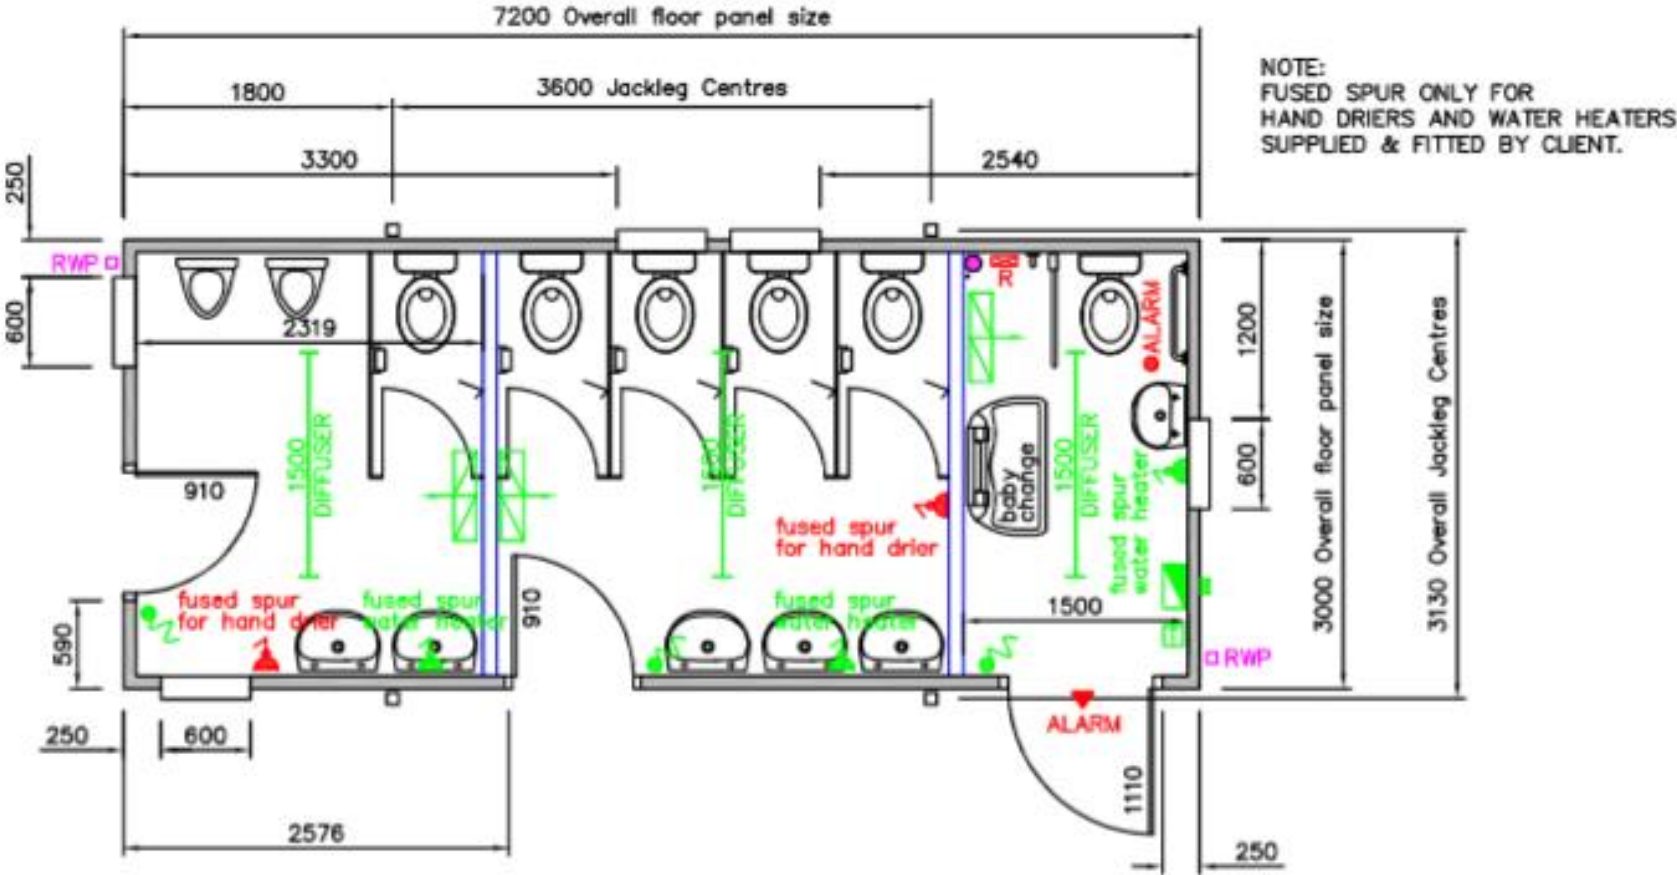 7200 Overall floor panel size
1800
3600 Jackleg Centres
3300
2540
NOTE:
FUSED SPUR ONLY FOR
HAND DRIERS AND WATER HEATERS
SUPPLIED & FITTED BY CLIENT.
250
RWP
600
2319
R
ALARM
1200
3000 Overall floor panel size
3130 Overall Jackleg Centres
1500
DIFFUSER
1500
DIFFUSER
1500
DIFFUSER
baby
change
600
910
fused spur
for hand drier
fused spur
water heater
fused spur
for hand drier
fused spur
water heater
910
fused spur
water heater
1500
590
RWP
ALARM
250
600
1110
2576
250